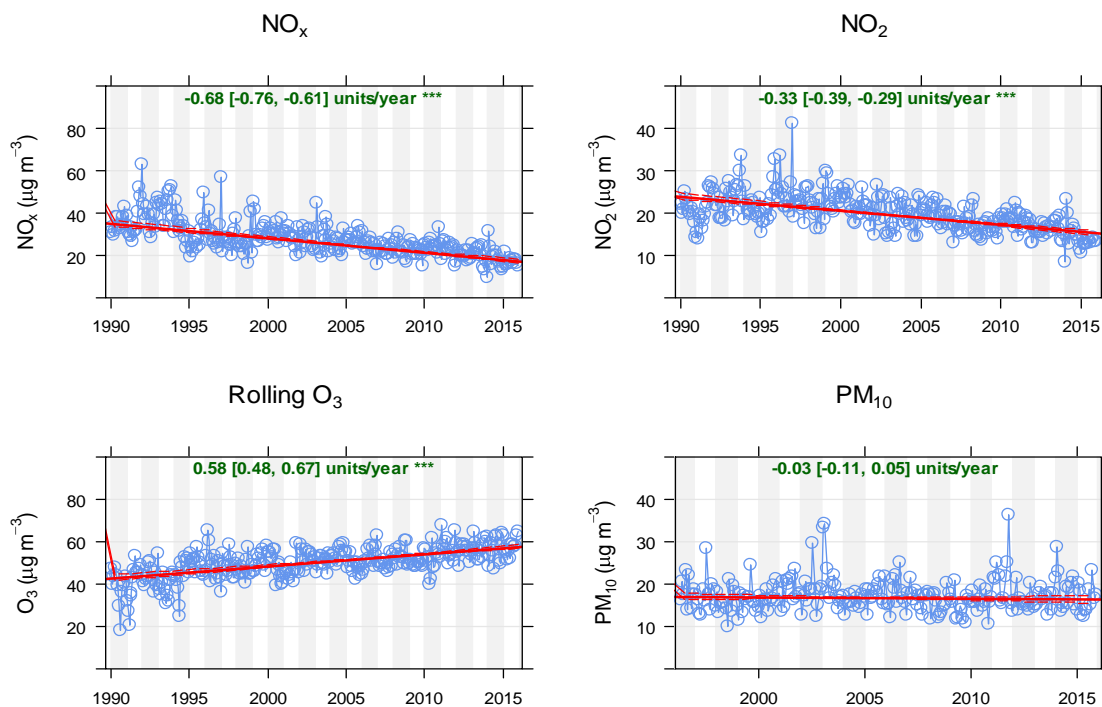 NOₓ
-0.68 [-0.76, -0.61] units/year ***
NOₓ (µg m⁻³)
80
60
40
20
1990 1995 2000 2005 2010 2015
NO₂
-0.33 [-0.39, -0.29] units/year ***
NO₂ (µg m⁻³)
40
30
20
10
1990 1995 2000 2005 2010 2015
Rolling O₃
0.58 [0.48, 0.67] units/year ***
O₃ (µg m⁻³)
80
60
40
20
1990 1995 2000 2005 2010 2015
PM₁₀
-0.03 [-0.11, 0.05] units/year
PM₁₀ (µg m⁻³)
40
30
20
10
2000 2005 2010 2015